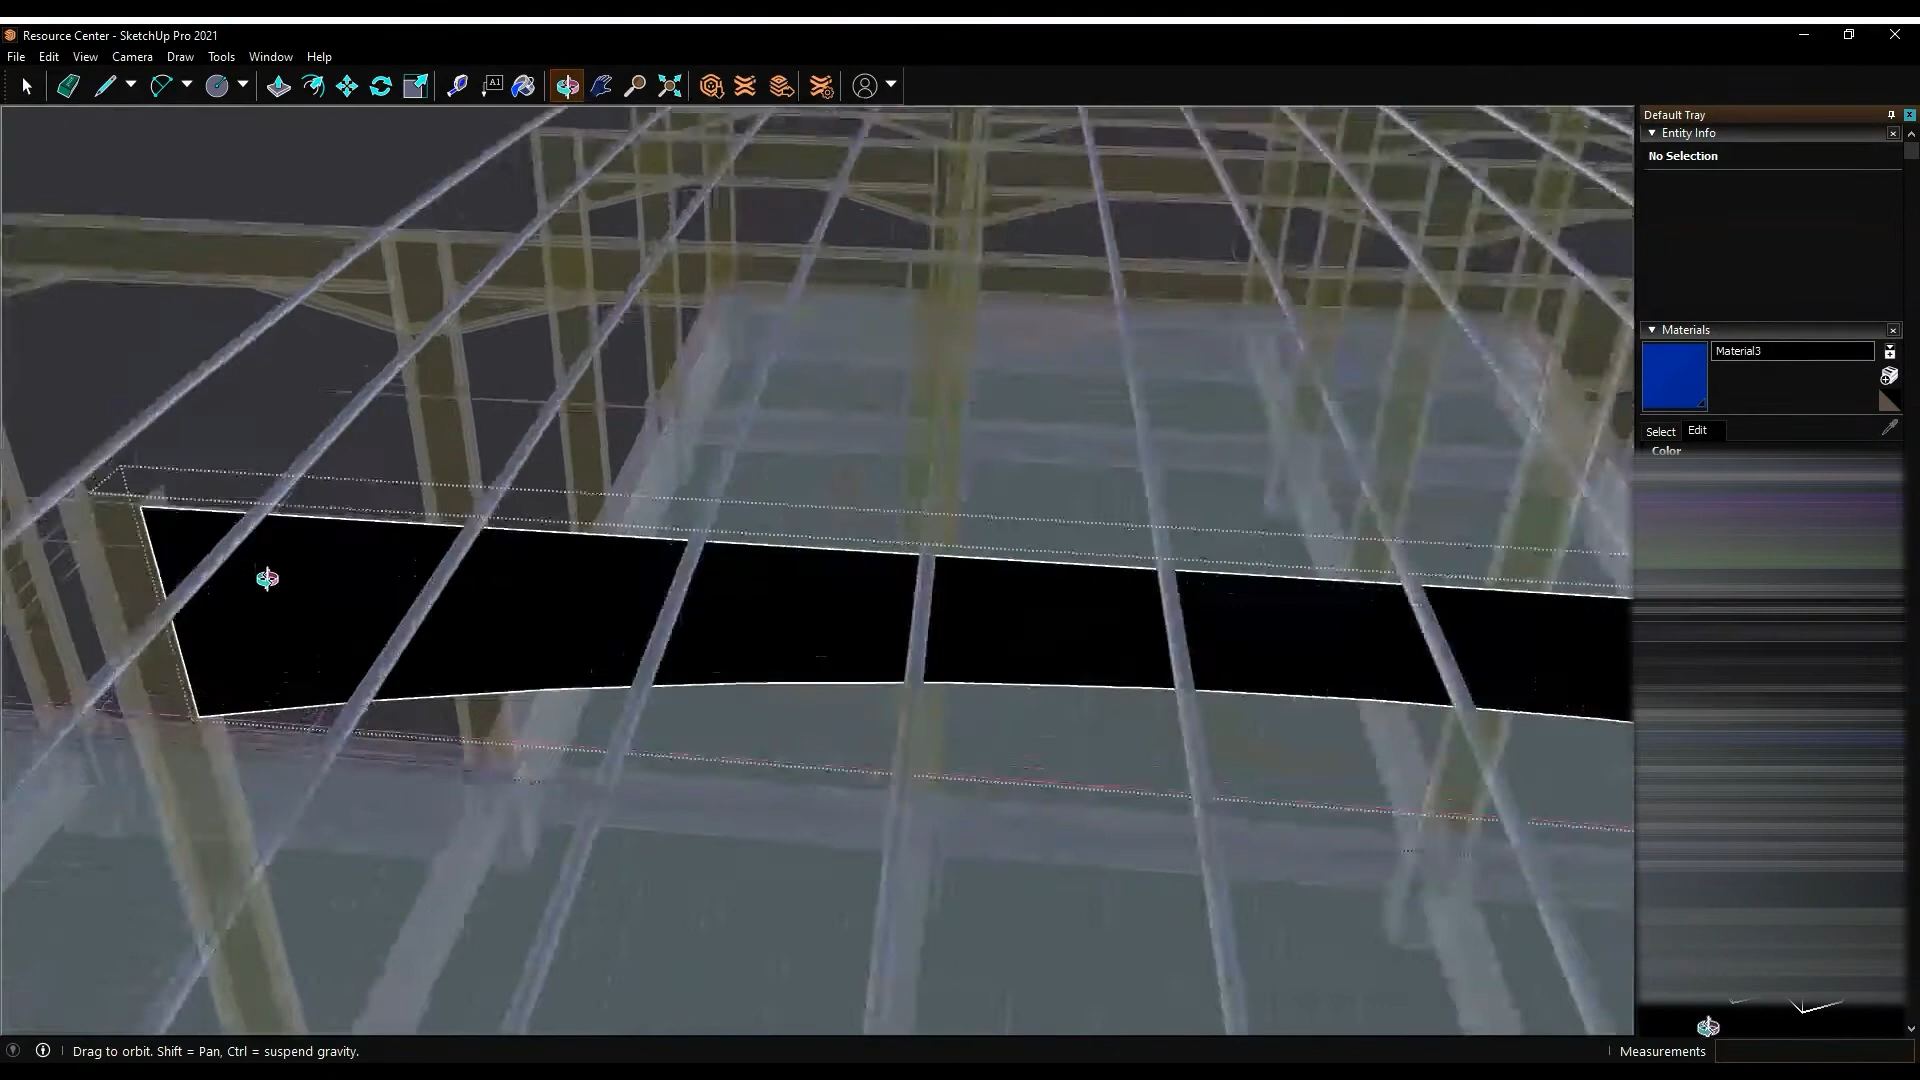 Resource Center - SketchUp Pro 2021
File Edit View Camera Draw Tools Window Help
A1
Default Tray
Entity Info
No Selection
Materials
Material3
Select Edit
Color
Drag to orbit. Shift = Pan, Ctrl = suspend gravity.
Measurements